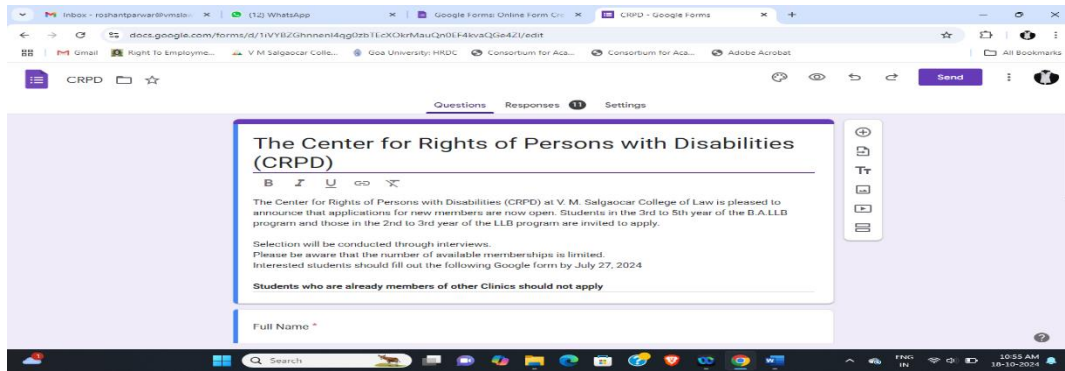 Inbox - roshantparwar@vmslo
(12) WhatsApp
Google Forms: Online Form Cre
CRPD - Google Forms
docs.google.com/forms/d/
/edit
Gmail
Right To Employme...
V M Salgaocar Colle...
Goa University: HRDC
Consortium for Aca...
Consortium for Aca...
Adobe Acrobat
All Bookmarks
CRPD
Send
Questions Responses 11 Settings
The Center for Rights of Persons with Disabilities
(CRPD)
B I U
The Center for Rights of Persons with Disabilities (CRPD) at V. M. Salgaocar College of Law is pleased to
announce that applications for new members are now open. Students in the 3rd to 5th year of the B.A.LLB
program and those in the 2nd to 3rd year of the LLB program are invited to apply.
Selection will be conducted through interviews.
Please be aware that the number of available memberships is limited.
Interested students should fill out the following Google form by July 27, 2024
Students who are already members of other Clinics should not apply
Full Name *
Tт
Search
ENG
IN
10:55 AM
18-10-2024